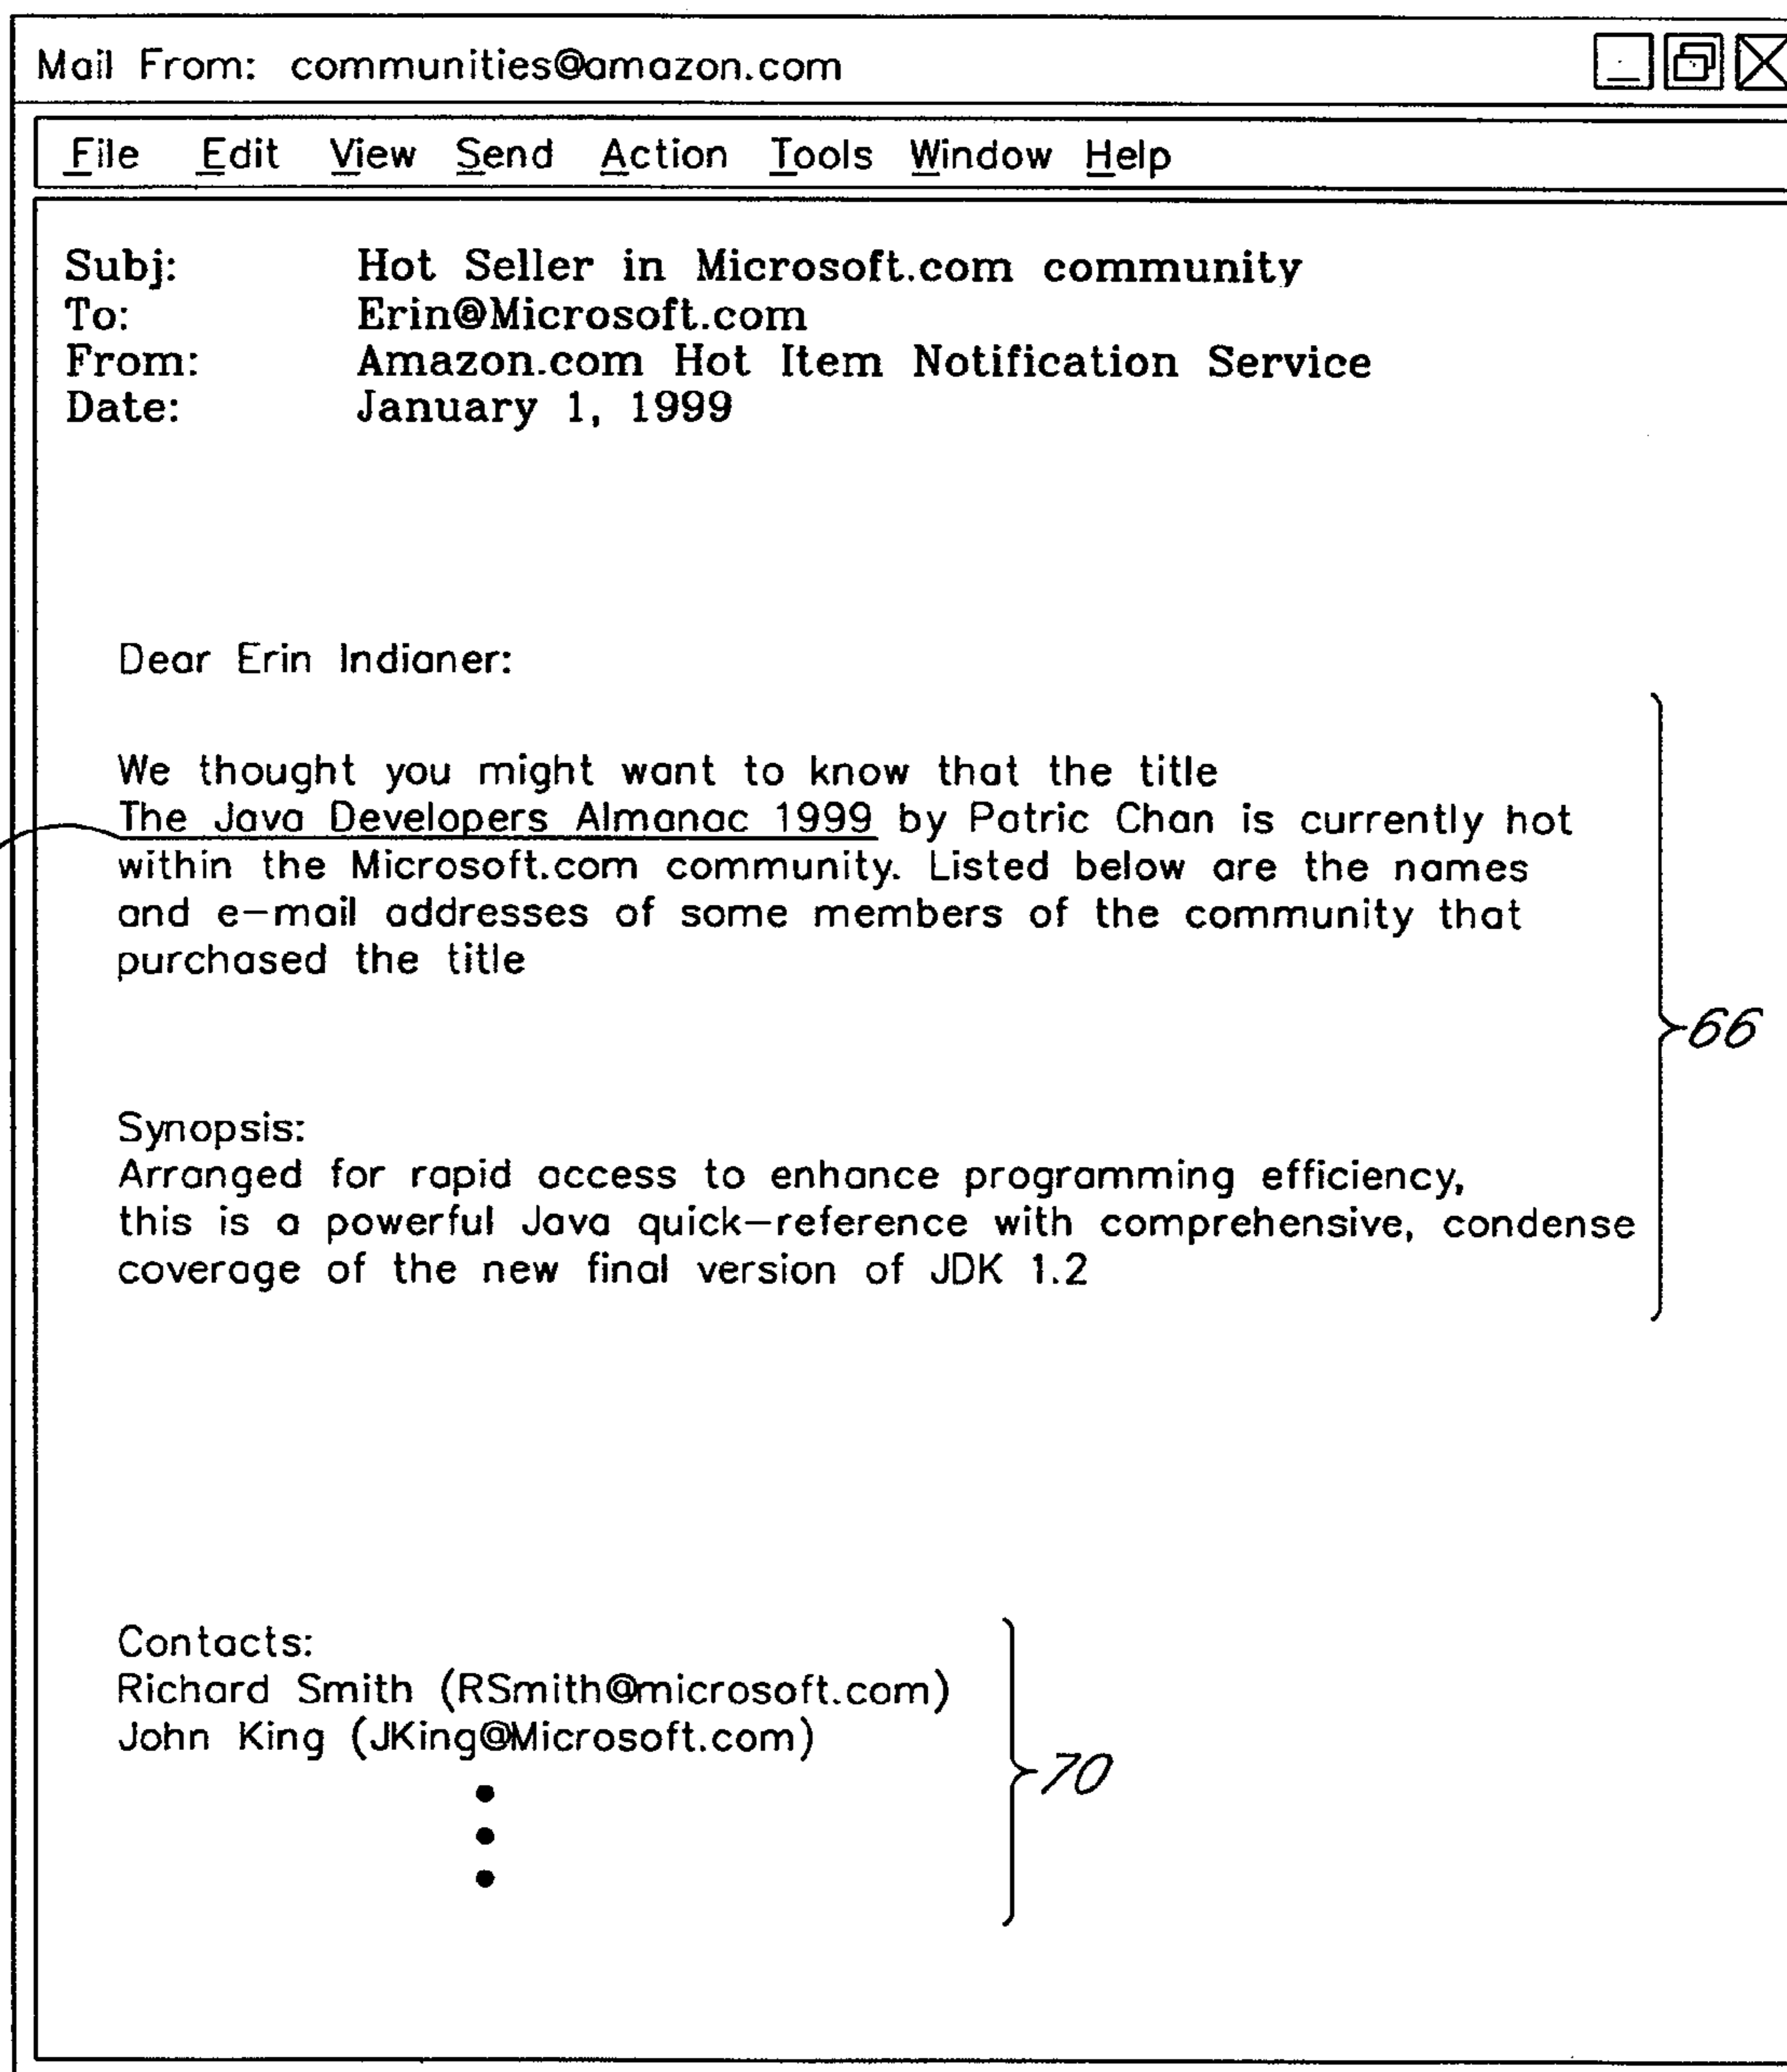 Mail From: communities@amazon.com
File Edit View Send Action Tools Window Help
Subj: Hot Seller in Microsoft.com community
To: Erin@Microsoft.com
From: Amazon.com Hot Item Notification Service
Date: January 1, 1999
Dear Erin Indianer:
We thought you might want to know that the title
The Java Developers Almanac 1999 by Patric Chan is currently hot
within the Microsoft.com community. Listed below are the names
and e-mail addresses of some members of the community that
purchased the title
66
Synopsis:
Arranged for rapid access to enhance programming efficiency,
this is a powerful Java quick-reference with comprehensive, condense
coverage of the new final version of JDK 1.2
Contacts:
Richard Smith (RSmith@microsoft.com)
John King (JKing@Microsoft.com)
70